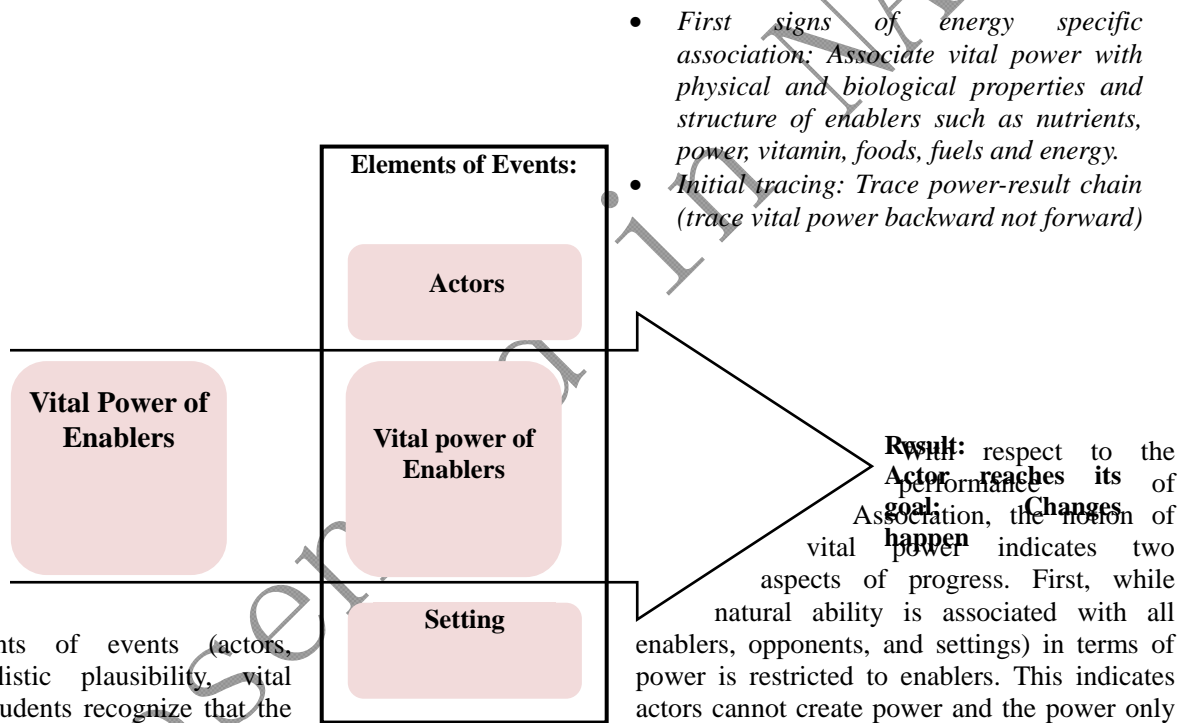 • First signs of energy specific
association: Associate vital power with
physical and biological properties and
structure of enablers such as nutrients,
power, vitamin, foods, fuels and energy.
• Initial tracing: Trace power-result chain
(trace vital power backward not forward)
Elements of Events:
Actors
Vital Power of
Enablers
Vital power of
Enablers
Setting
Result:
Actor reaches its
goal; Changes
happen
With respect to the
performance of
Association, the notion of
vital power indicates two
aspects of progress. First, while
natural ability is associated with all
nts of events (actors,
enablers, opponents, and settings) in terms of
listic plausibility, vital
power is restricted to enablers. This indicates
udents recognize that the
actors cannot create power and the power only